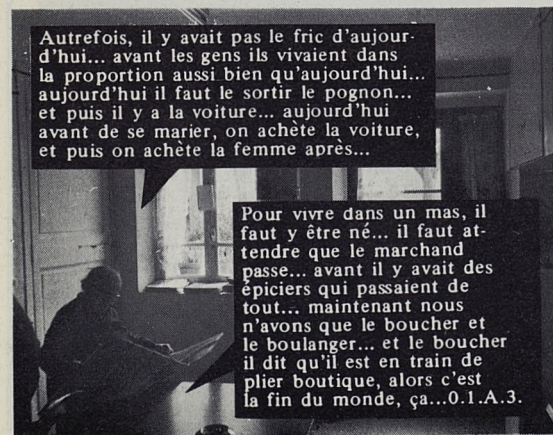 Autrefois, il y avait pas le fric d'aujour-
d'hui... avant les gens ils vivaient dans
la proportion aussi bien qu'aujourd'hui...
aujourd'hui il faut le sortir le pognon...
et puis il y a la voiture... aujourd'hui
avant de se marier, on achète la voiture,
et puis on achète la femme après...
Pour vivre dans un mas, il
faut y être né... il faut at-
tendre que le marchand
passe... avant il y avait des
épiciers qui passaient de
tout... maintenant nous
n'avons que le boucher et
le boulanger... et le boucher
il dit qu'il est en train de
plier boutique, alors c'est
la fin du monde, ça...0.1.A.3.